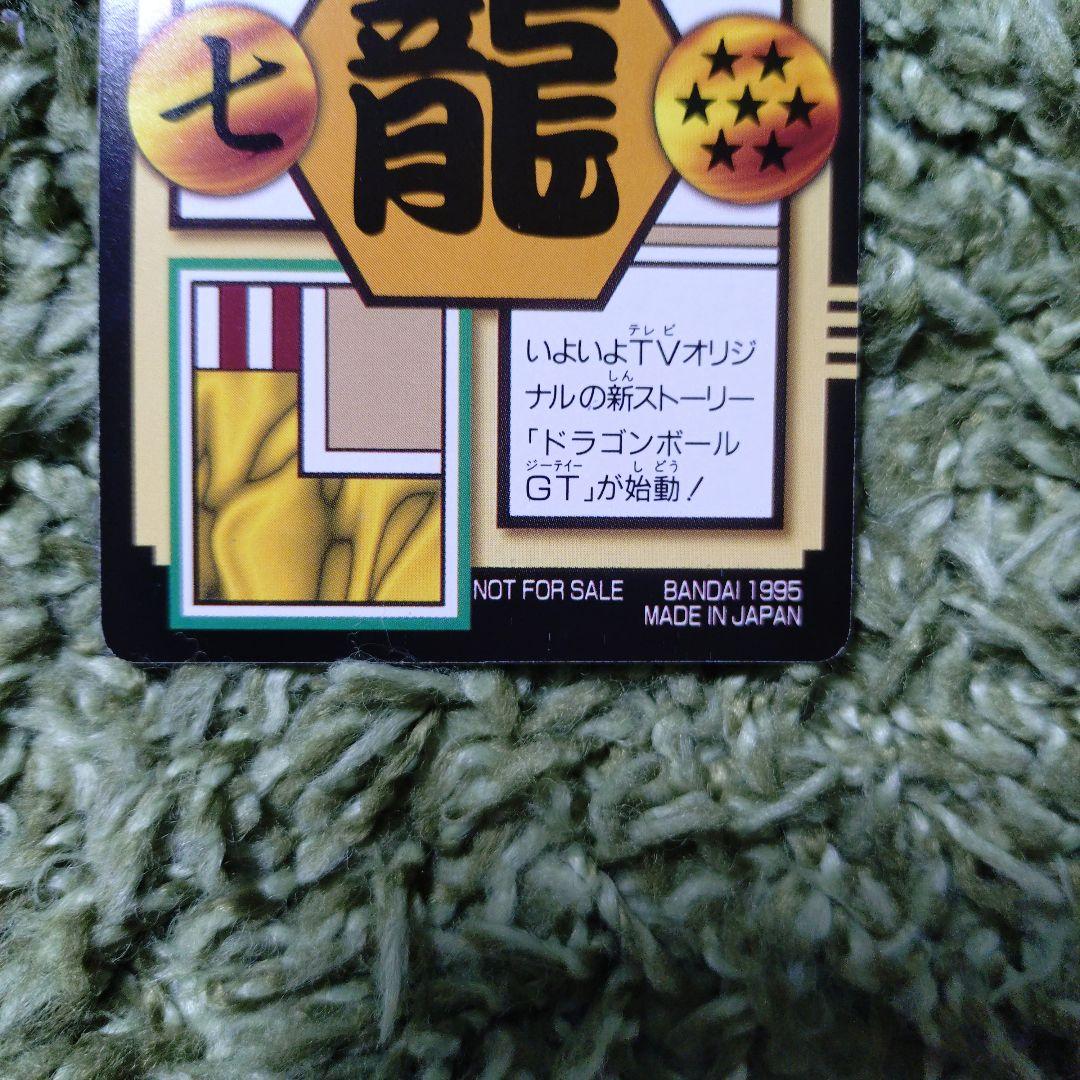 七
龍
いよいよTVオリジ
ナルの新ストーリー
「ドラゴンボール
GT」が始動！
テレビ
しん
ジーティー
しどう
NOT FOR SALE
BANDAI 1995
MADE IN JAPAN